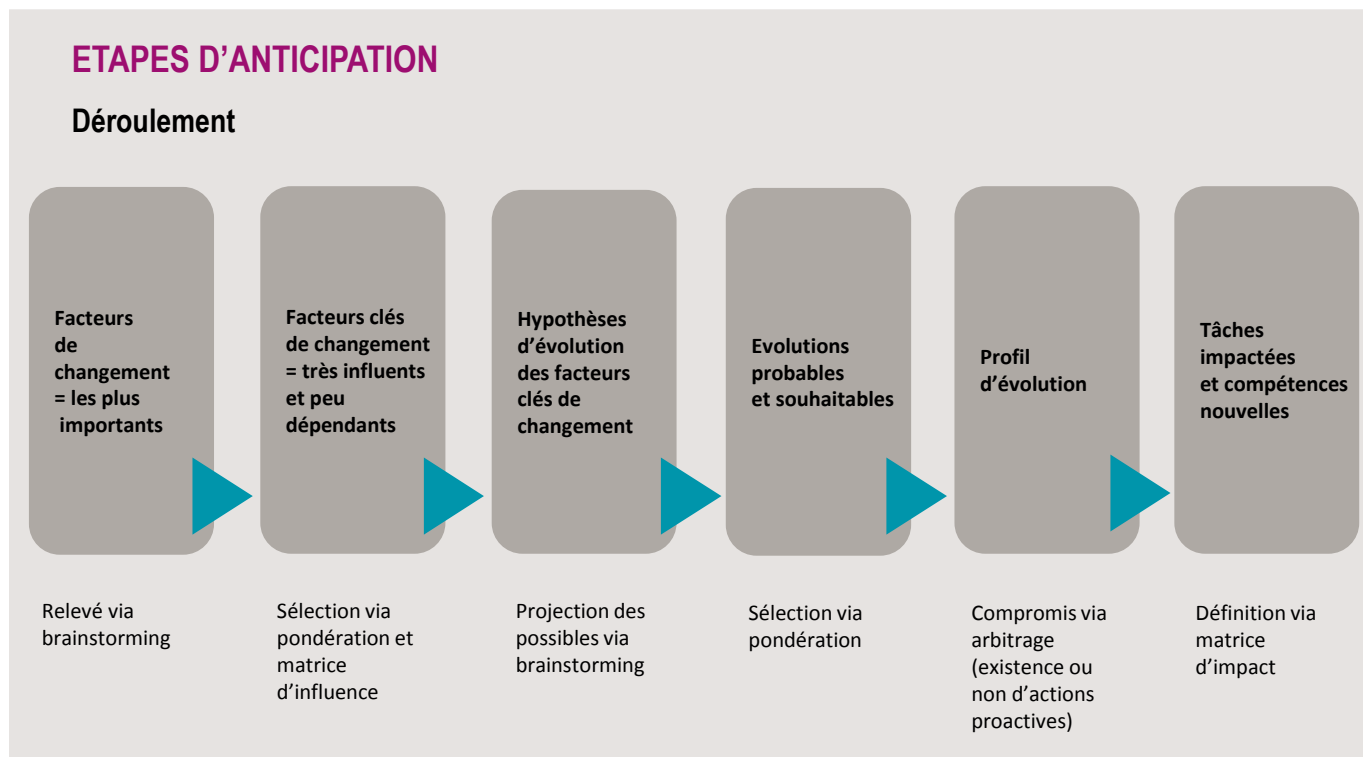 ETAPES D’ANTICIPATION
Déroulement
Facteurs
de
changement
= les plus
importants
Facteurs clés
de changement
= très influents
et peu
dépendants
Hypothèses
d’évolution
des facteurs
clés de
changement
Evolutions
probables
et souhaitables
Profil
d’évolution
Tâches
impactées
et compétences
nouvelles
Relevé via
brainstorming
Sélection via
pondération et
matrice
d’influence
Projection des
possibles via
brainstorming
Sélection via
pondération
Compromis via
arbitrage
(existence ou
non d’actions
proactives)
Définition via
matrice
d’impact